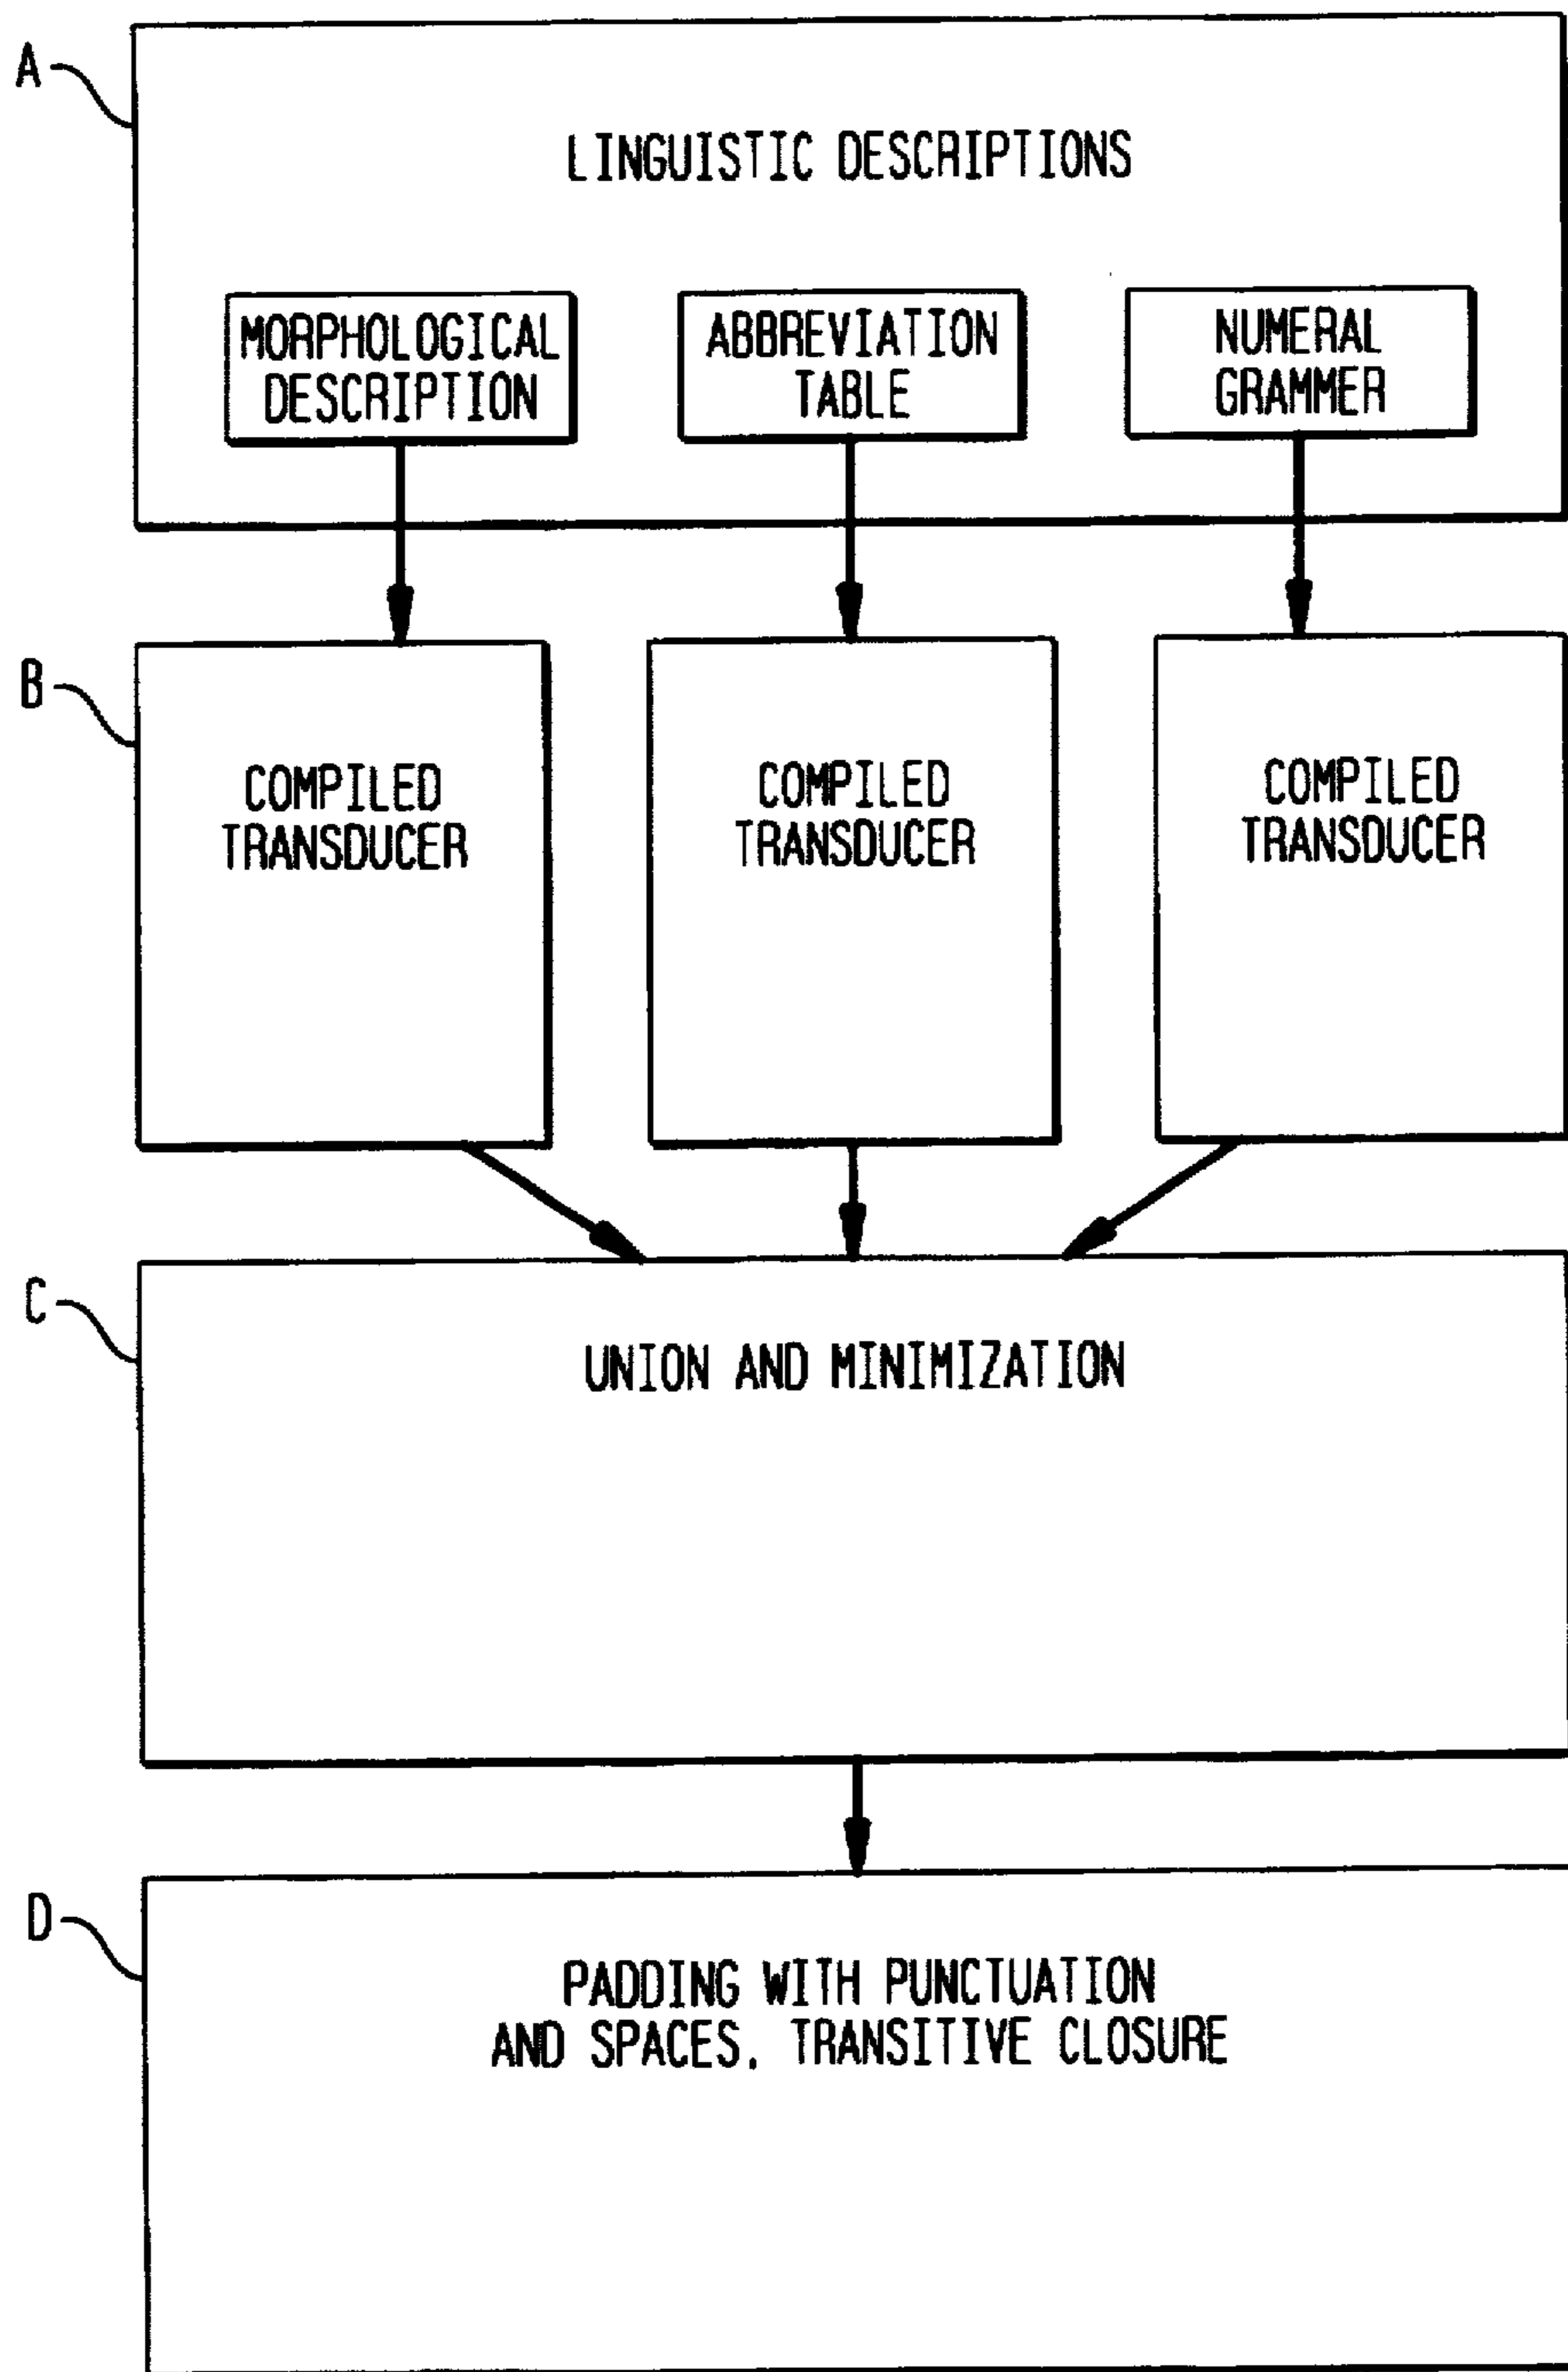 A
LINGUISTIC DESCRIPTIONS
MORPHOLOGICAL
DESCRIPTION
ABBREVIATION
TABLE
NUMERAL
GRAMMER
B
COMPILED
TRANSDUCER
COMPILED
TRANSDUCER
COMPILED
TRANSDUCER
C
UNION AND MINIMIZATION
D
PADDING WITH PUNCTUATION
AND SPACES. TRANSITIVE CLOSURE